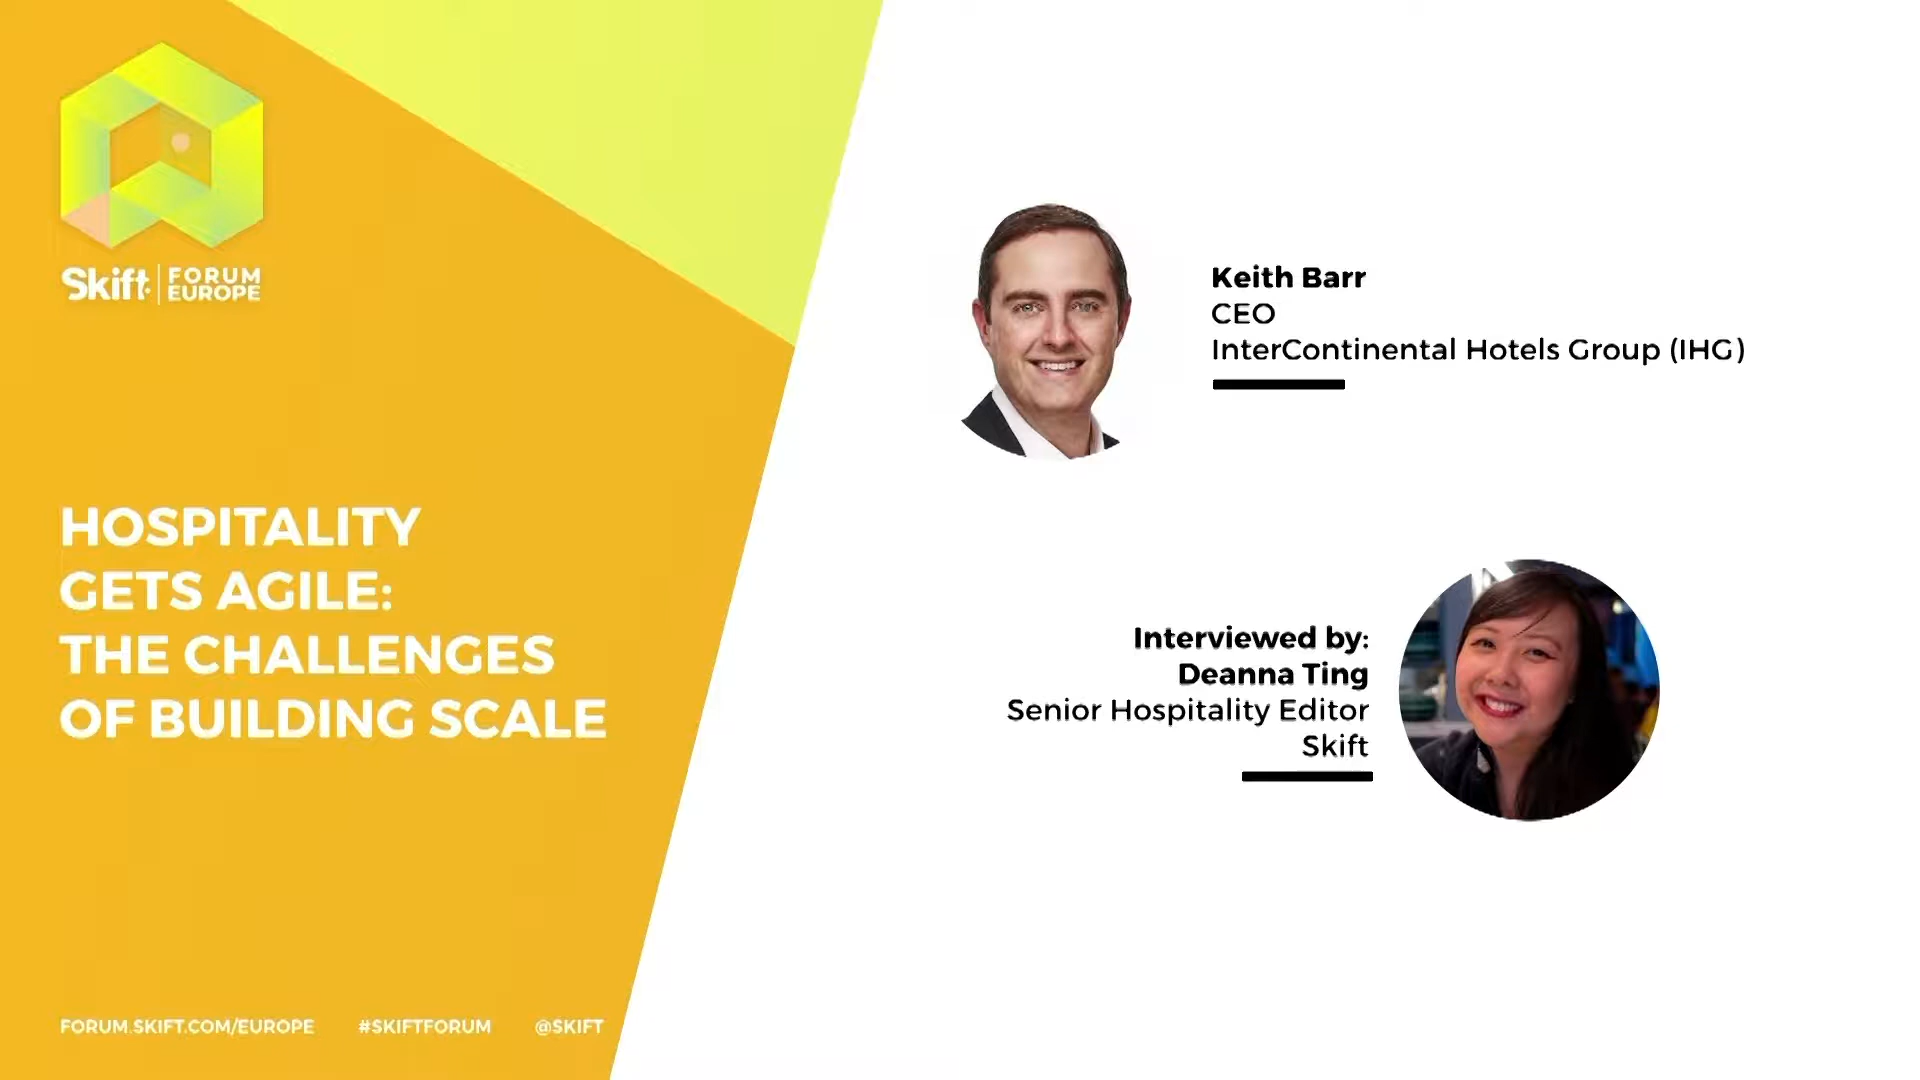 Skift
FORUM
EUROPE
HOSPITALITY
GETS AGILE:
THE CHALLENGES
OF BUILDING SCALE
FORUM.SKIFT.COM/EUROPE #SKIFTFORUM @SKIFT
Keith Barr
CEO
InterContinental Hotels Group (IHG)
Interviewed by:
Deanna Ting
Senior Hospitality Editor
Skift